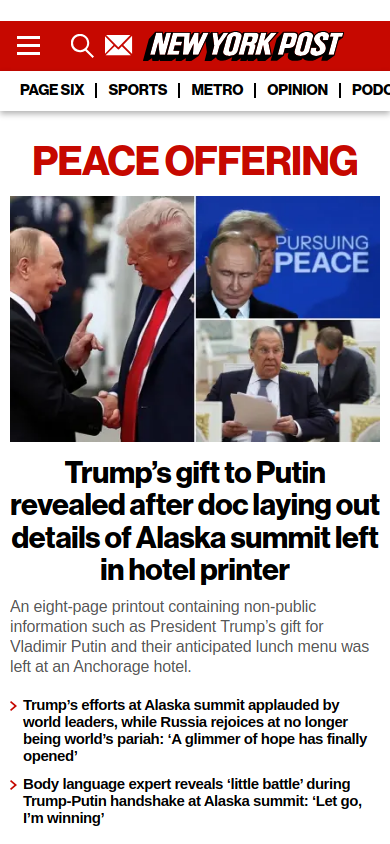 NEW YORK POST
PAGE SIX | SPORTS | METRO | OPINION | PODC
PEACE OFFERING
PURSUING
PEACE
Trump’s gift to Putin
revealed after doc laying out
details of Alaska summit left
in hotel printer
An eight-page printout containing non-public
information such as President Trump’s gift for
Vladimir Putin and their anticipated lunch menu was
left at an Anchorage hotel.
Trump’s efforts at Alaska summit applauded by
world leaders, while Russia rejoices at no longer
being world’s pariah: ‘A glimmer of hope has finally
opened’
Body language expert reveals ‘little battle’ during
Trump-Putin handshake at Alaska summit: ‘Let go,
I’m winning’